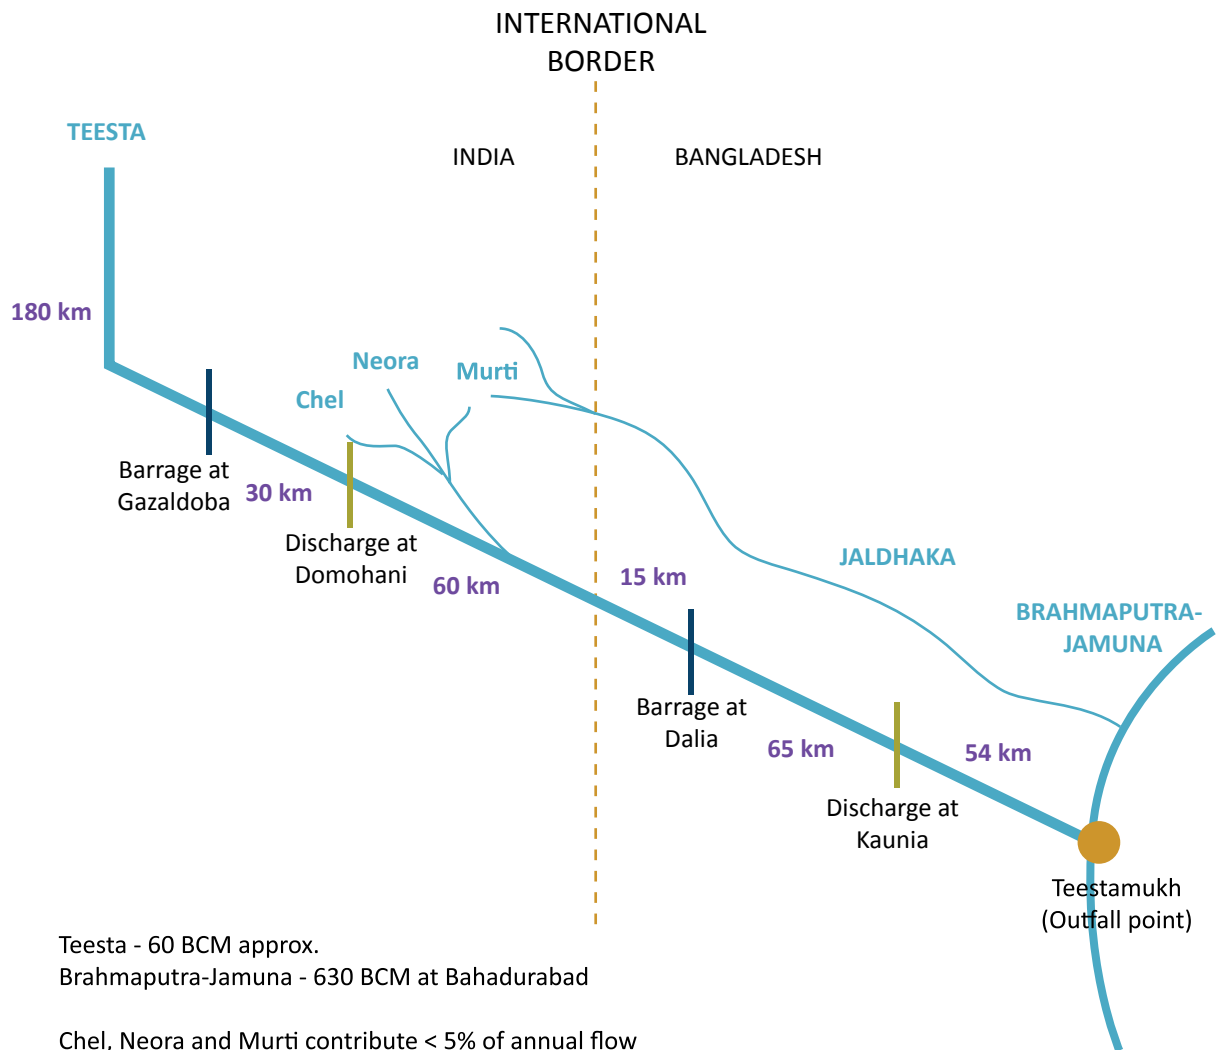 INTERNATIONAL
BORDER
TEESTA
INDIA
BANGLADESH
180 km
Neora
Murti
Chel
Barrage at
Gazaldoba
30 km
Discharge at
Domohani
60 km
15 km
JALDHAKA
BRAHMAPUTRA-
JAMUNA
Barrage at
Dalia
65 km
54 km
Discharge at
Kaunia
Teestamukh
(Outfall point)
Teesta - 60 BCM approx.
Brahmaputra-Jamuna - 630 BCM at Bahadurabad
Chel, Neora and Murti contribute < 5% of annual flow